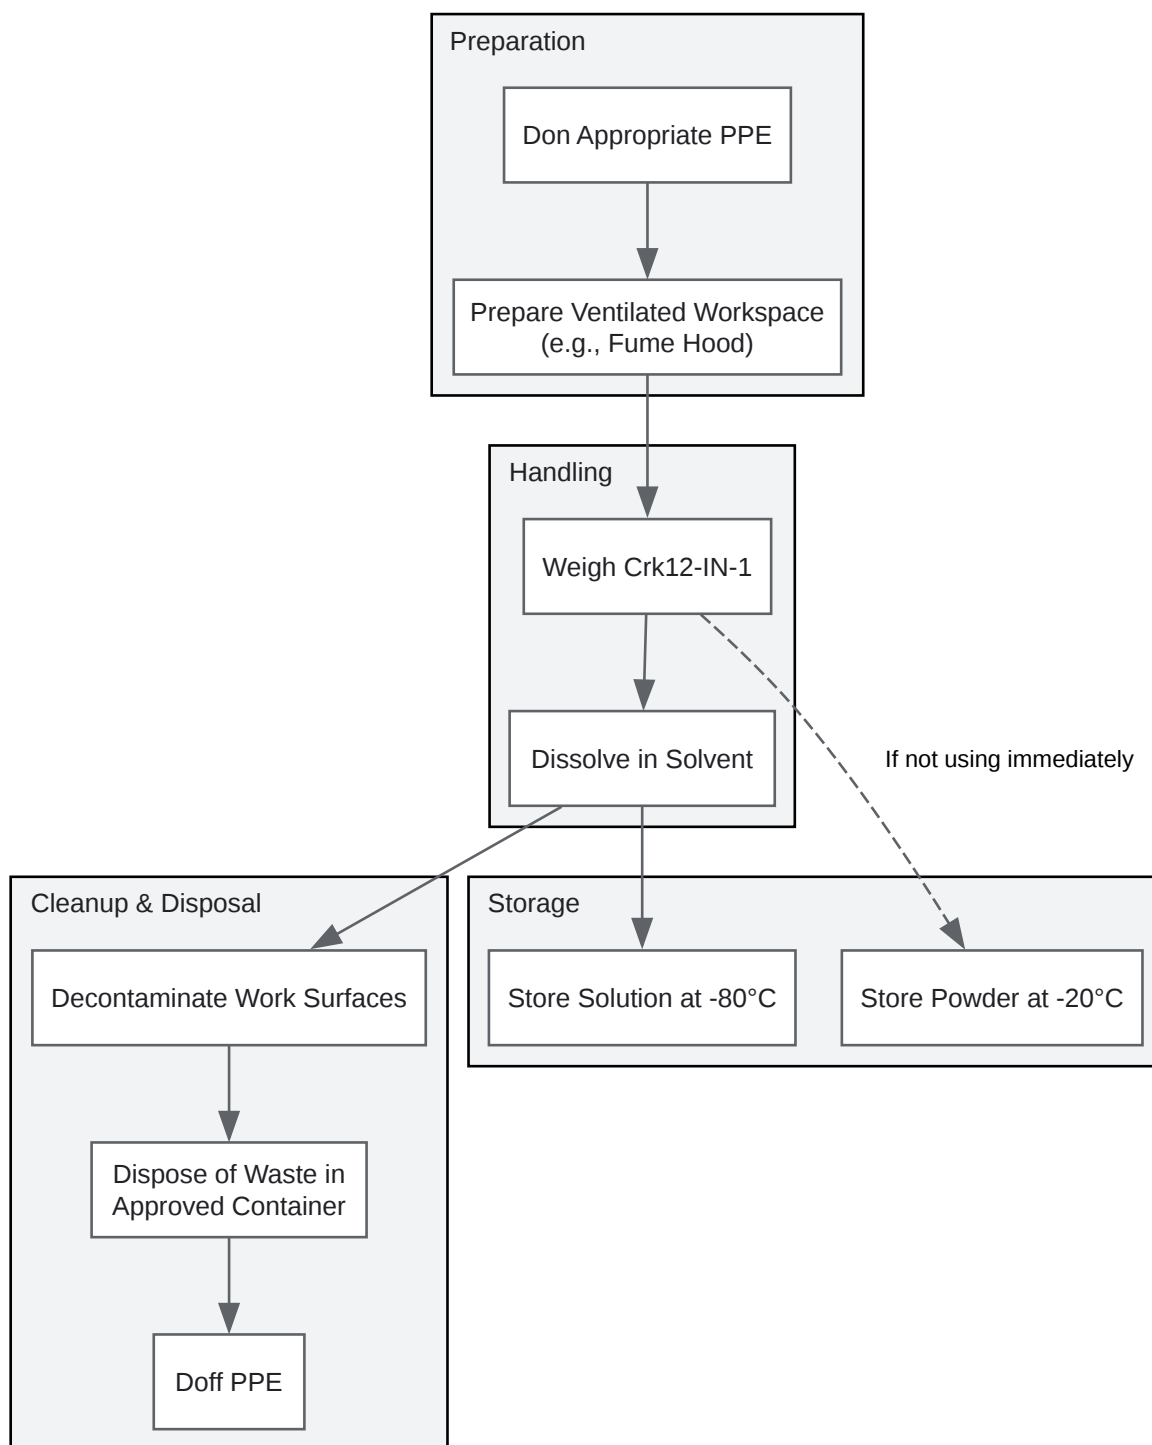 Preparation
Don Appropriate PPE
Prepare Ventilated Workspace
(e.g., Fume Hood)
Handling
Weigh Crk12-IN-1
Dissolve in Solvent
If not using immediately
Cleanup & Disposal
Decontaminate Work Surfaces
Dispose of Waste in
Approved Container
Doff PPE
Storage
Store Solution at -80°C
Store Powder at -20°C